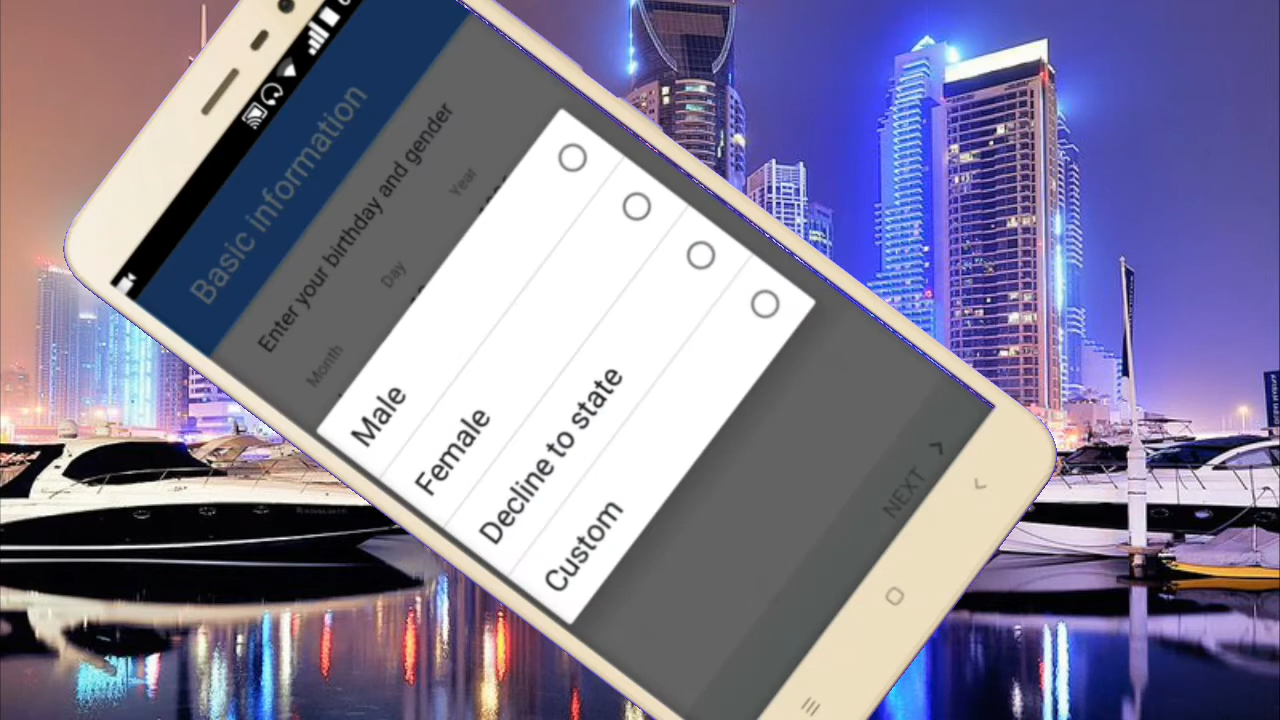 Basic information
Enter your birthday and gender
Month
Day
Year
Male
Female
Decline to state
Custom
NEXT